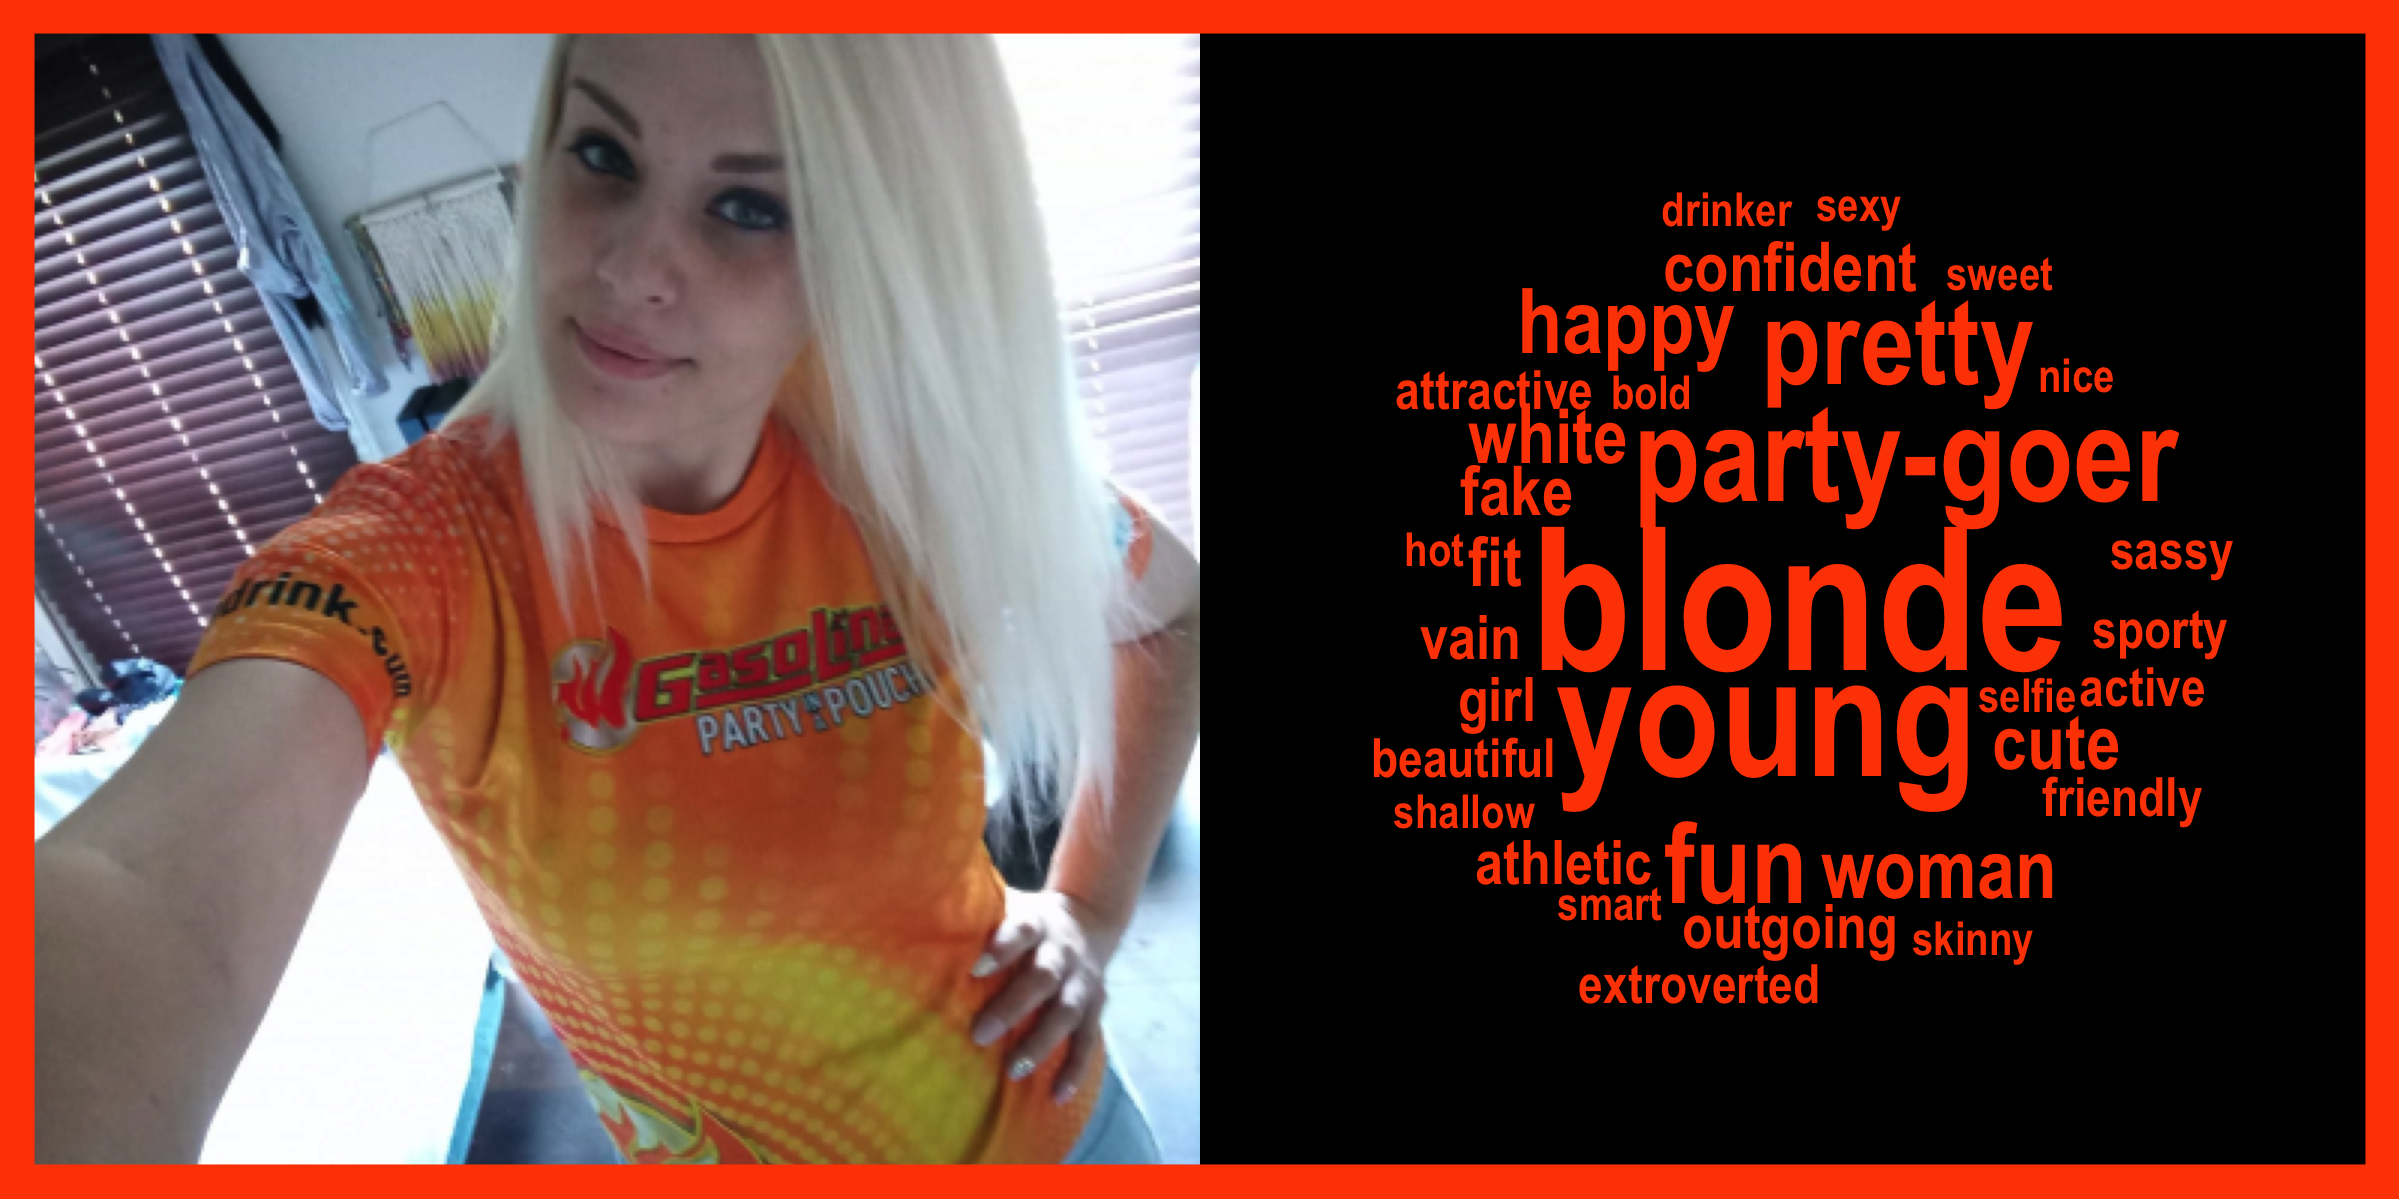 drink.com
GasoLine
PARTY IN A POUCH
drinker sexy
confident sweet
happy pretty
nice
attractive bold
white party-goer
fake
hot fit blonde sassy
vain sporty
girl young selfie active
beautiful cute
shallow friendly
athletic fun woman
smart outgoing skinny
extroverted